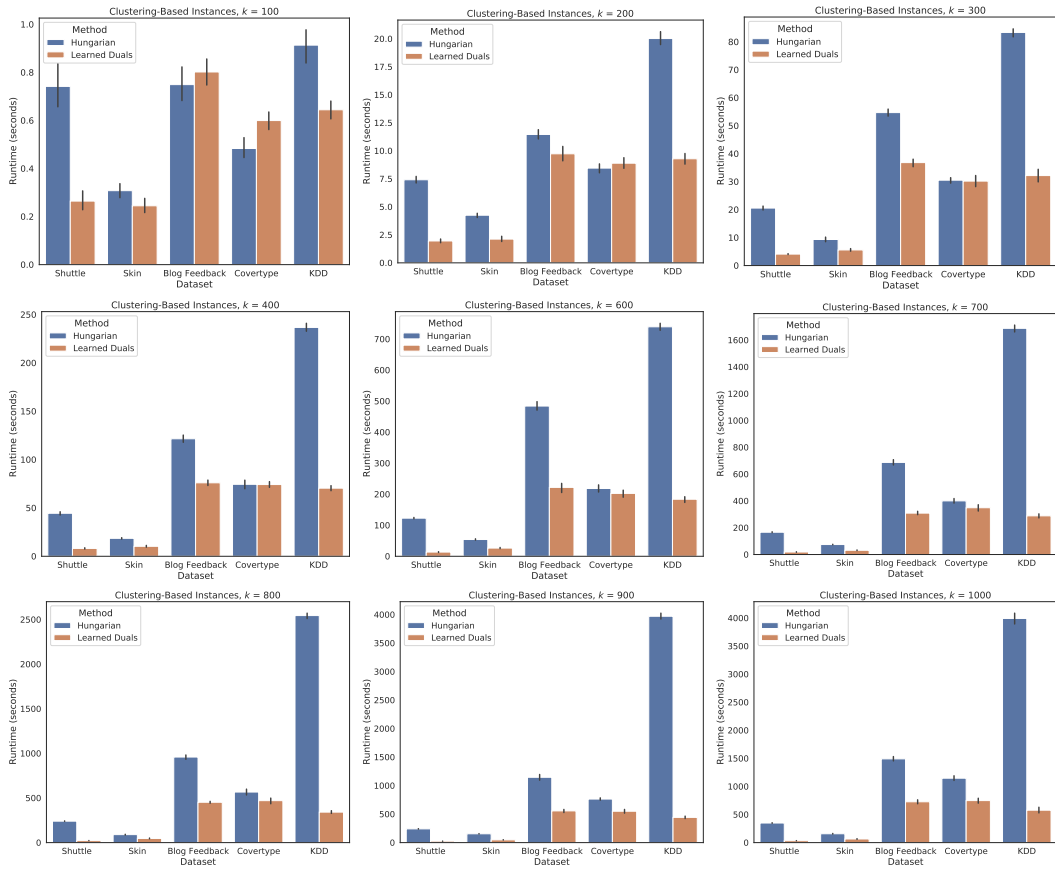 Clustering-Based Instances, k = 100
Method
Hungarian
Learned Duals
Runtime (seconds)
1.0
0.8
0.6
0.4
0.2
0.0
Shuttle Skin Blog Feedback Covertype KDD
Dataset
Clustering-Based Instances, k = 200
Method
Hungarian
Learned Duals
Runtime (seconds)
20.0
17.5
15.0
12.5
10.0
7.5
5.0
2.5
0.0
Shuttle Skin Blog Feedback Covertype KDD
Dataset
Clustering-Based Instances, k = 300
Method
Hungarian
Learned Duals
Runtime (seconds)
80
70
60
50
40
30
20
10
0
Shuttle Skin Blog Feedback Covertype KDD
Dataset
Clustering-Based Instances, k = 400
Method
Hungarian
Learned Duals
Runtime (seconds)
250
200
150
100
50
0
Shuttle Skin Blog Feedback Covertype KDD
Dataset
Clustering-Based Instances, k = 600
Method
Hungarian
Learned Duals
Runtime (seconds)
700
600
500
400
300
200
100
0
Shuttle Skin Blog Feedback Covertype KDD
Dataset
Clustering-Based Instances, k = 700
Method
Hungarian
Learned Duals
Runtime (seconds)
1600
1400
1200
1000
800
600
400
200
0
Shuttle Skin Blog Feedback Covertype KDD
Dataset
Clustering-Based Instances, k = 800
Method
Hungarian
Learned Duals
Runtime (seconds)
2500
2000
1500
1000
500
0
Shuttle Skin Blog Feedback Covertype KDD
Dataset
Clustering-Based Instances, k = 900
Method
Hungarian
Learned Duals
Runtime (seconds)
4000
3500
3000
2500
2000
1500
1000
500
0
Shuttle Skin Blog Feedback Covertype KDD
Dataset
Clustering-Based Instances, k = 1000
Method
Hungarian
Learned Duals
Runtime (seconds)
4000
3500
3000
2500
2000
1500
1000
500
0
Shuttle Skin Blog Feedback Covertype KDD
Dataset